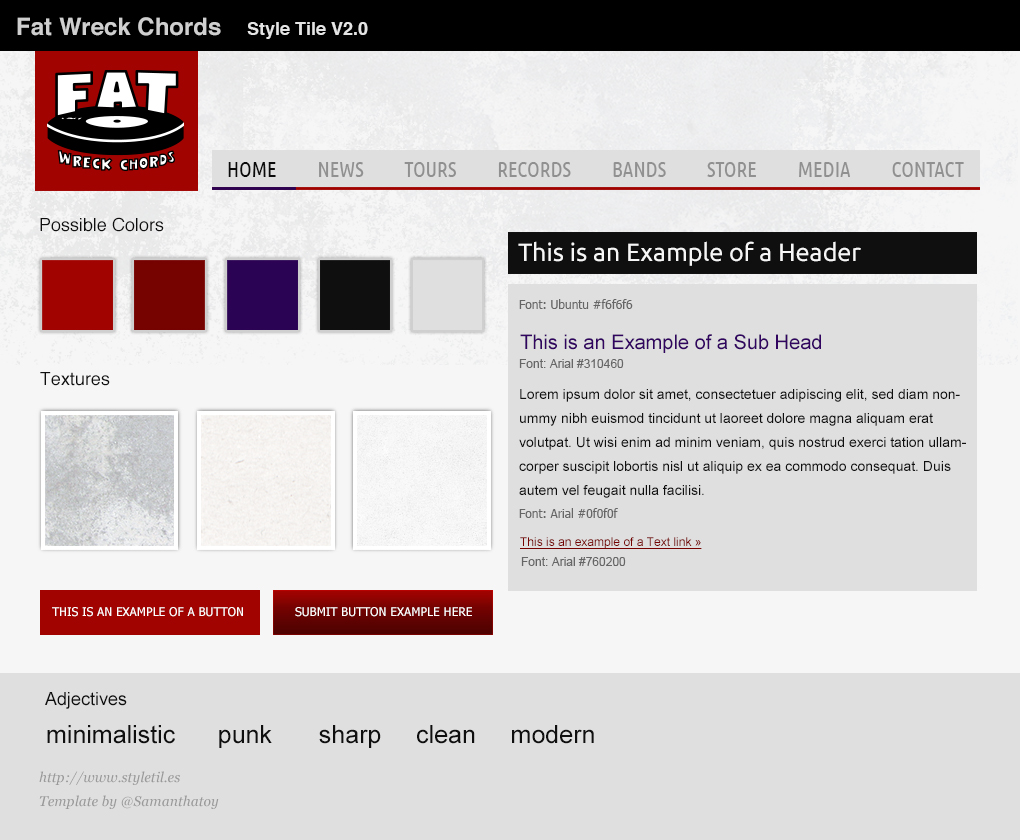 Fat Wreck Chords Style Tile V2.0
FAT
WRECK CHORDS
HOME NEWS TOURS RECORDS BANDS STORE MEDIA CONTACT
Possible Colors
Textures
THIS IS AN EXAMPLE OF A BUTTON
SUBMIT BUTTON EXAMPLE HERE
This is an Example of a Header
Font: Ubuntu #f6f6f6
This is an Example of a Sub Head
Font: Arial #310460
Lorem ipsum dolor sit amet, consectetuer adipiscing elit, sed diam non-
ummy nibh euismod tincidunt ut laoreet dolore magna aliquam erat
volutpat. Ut wisi enim ad minim veniam, quis nostrud exerci tation ullam-
corper suscipit lobortis nisl ut aliquip ex ea commodo consequat. Duis
autem vel feugait nulla facilisi.
Font: Arial #0f0f0f
This is an example of a Text link »
Font: Arial #760200
Adjectives
minimalistic punk sharp clean modern
http://www.styletil.es
Template by @Samanthatoy